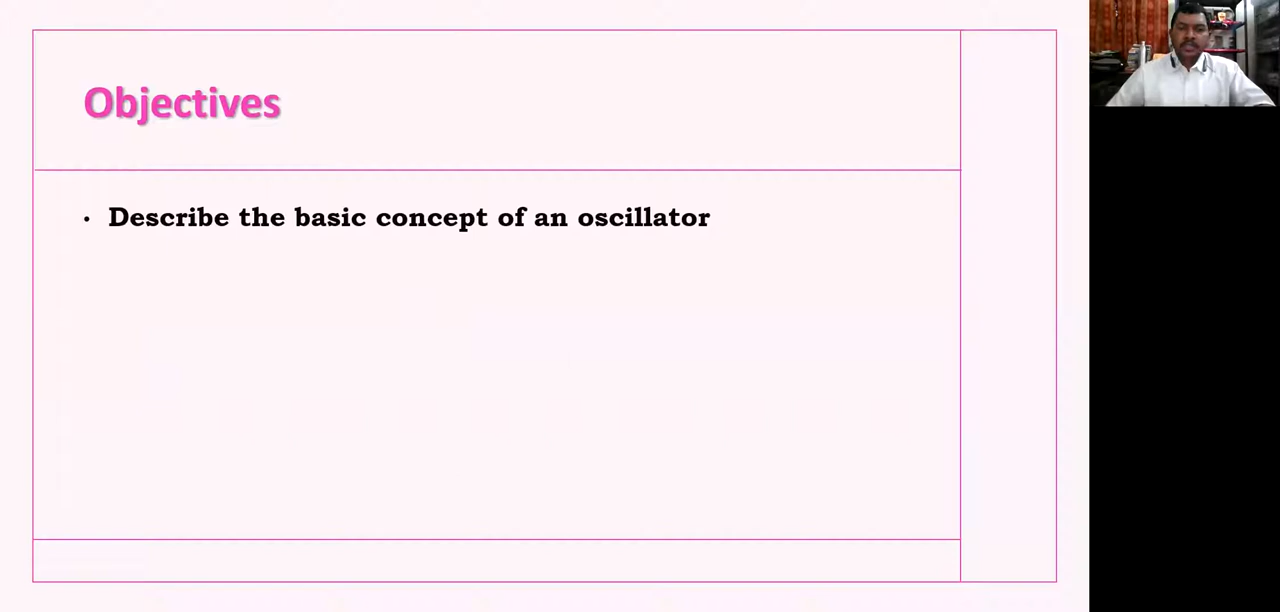 Objectives
• Describe the basic concept of an oscillator